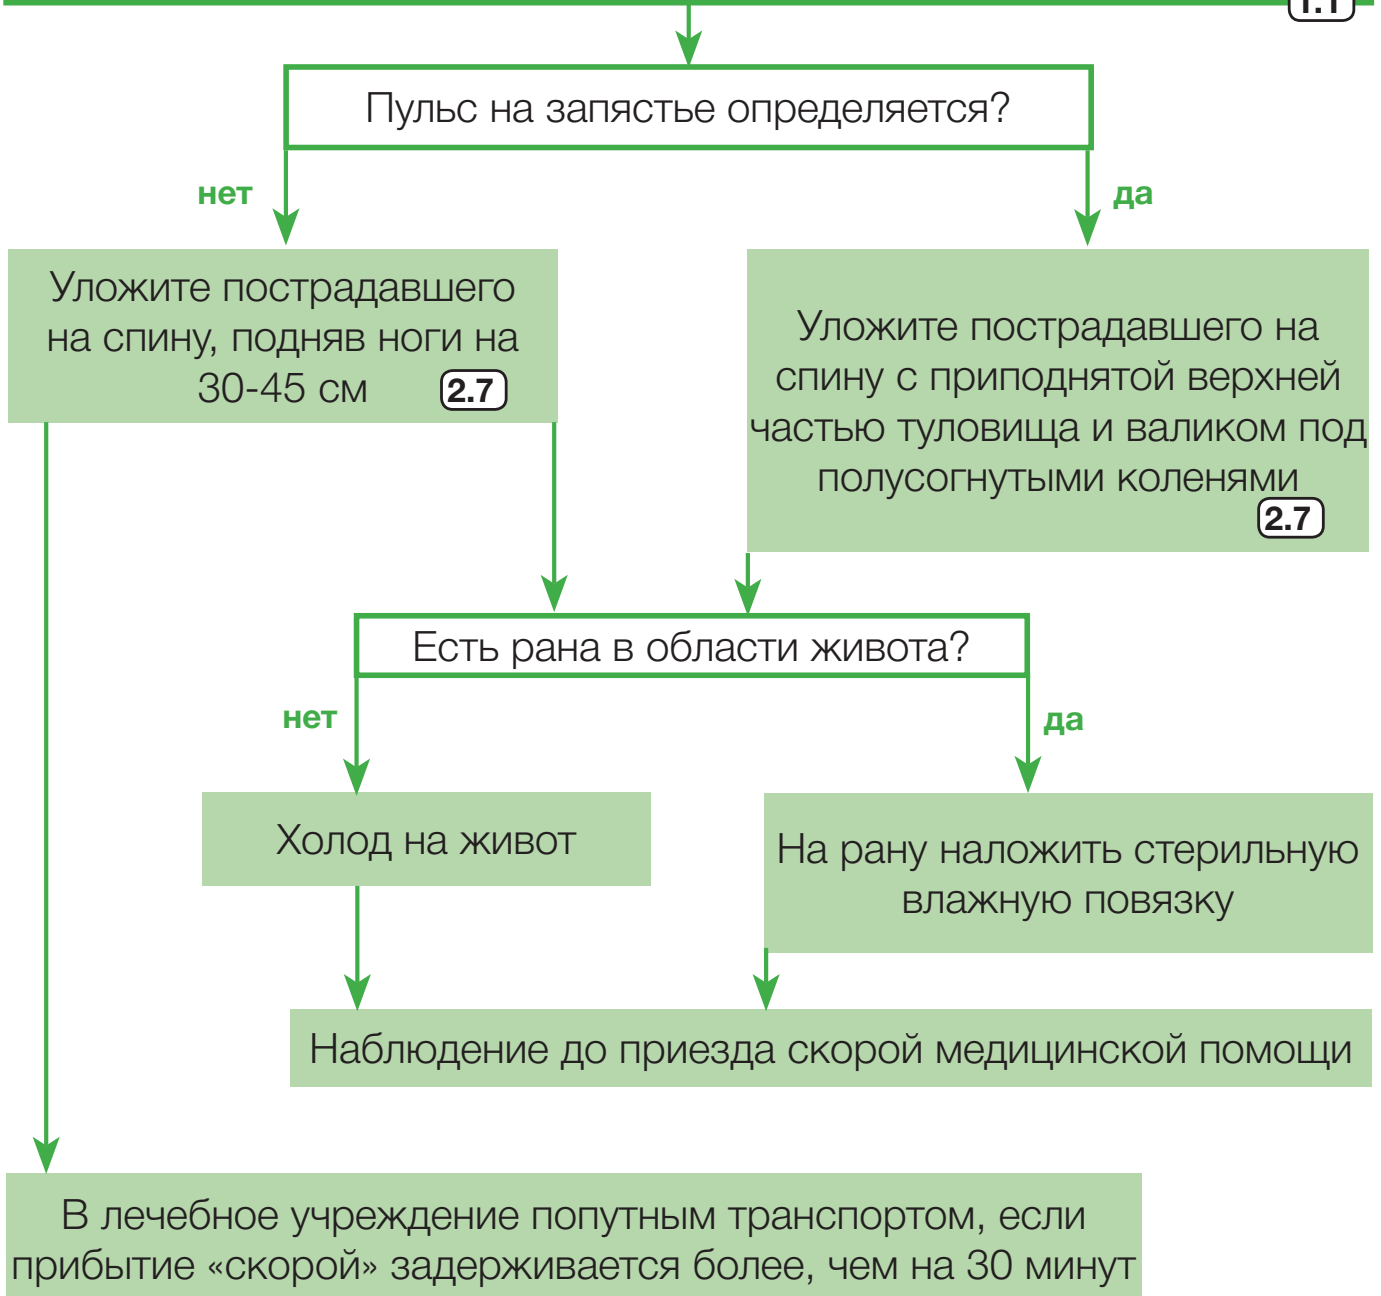 1.1
Пульс на запястье определяется?
нет
да
Уложите пострадавшего
на спину, подняв ноги на
30-45 см
2.7
Уложите пострадавшего на
спину с приподнятой верхней
частью туловища и валиком под
полусогнутыми коленями
2.7
Есть рана в области живота?
нет
да
Холод на живот
На рану наложить стерильную
влажную повязку
Наблюдение до приезда скорой медицинской помощи
В лечебное учреждение попутным транспортом, если
прибытие «скорой» задерживается более, чем на 30 минут